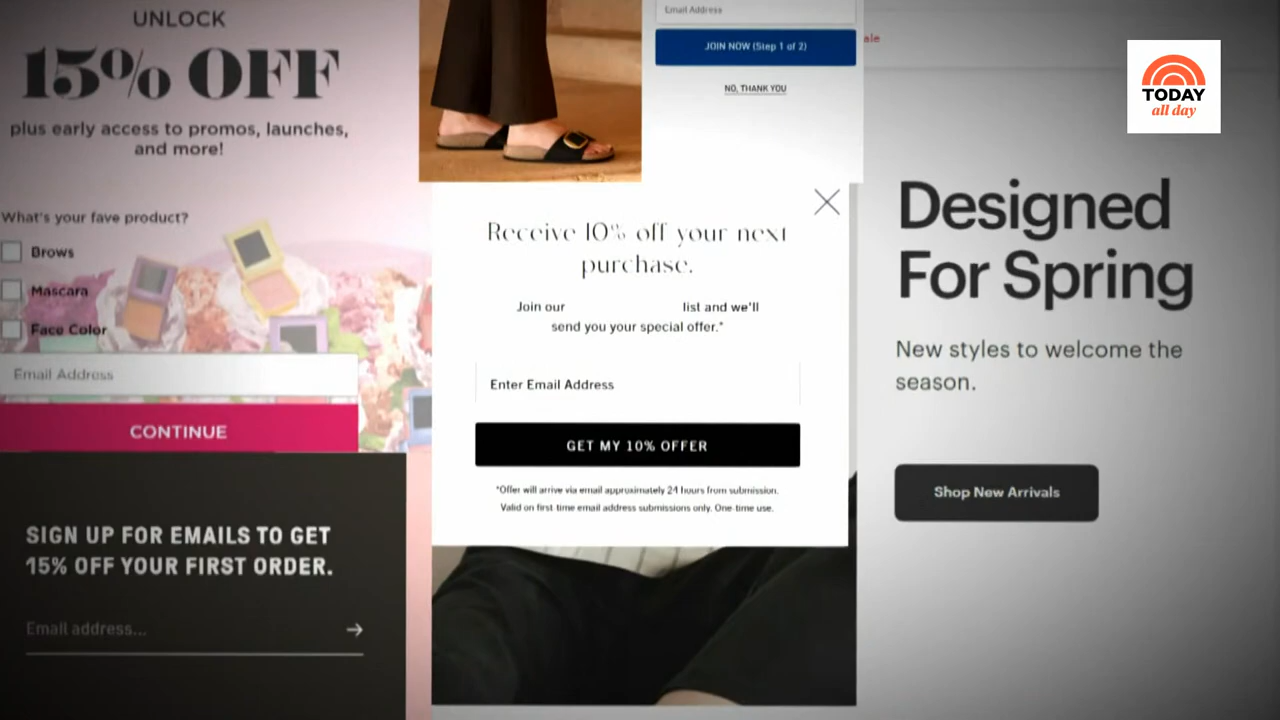 UNLOCK
15% OFF
plus early access to promos, launches,
and more!
What's your fave product?
Brows
Mascara
Face Color
Email Address
CONTINUE
SIGN UP FOR EMAILS TO GET
15% OFF YOUR FIRST ORDER.
Email address...
Email Address
JOIN NOW (Step 1 of 2)
NO, THANK YOU
Receive 10% off your next
purchase.
Join our list and we'll
send you your special offer.*
Enter Email Address
GET MY 10% OFFER
*Offer will arrive via email approximately 24 hours from submission.
Valid on first time email address submissions only. One-time use.
ale
TODAY
all day
Designed
For Spring
New styles to welcome the
season.
Shop New Arrivals